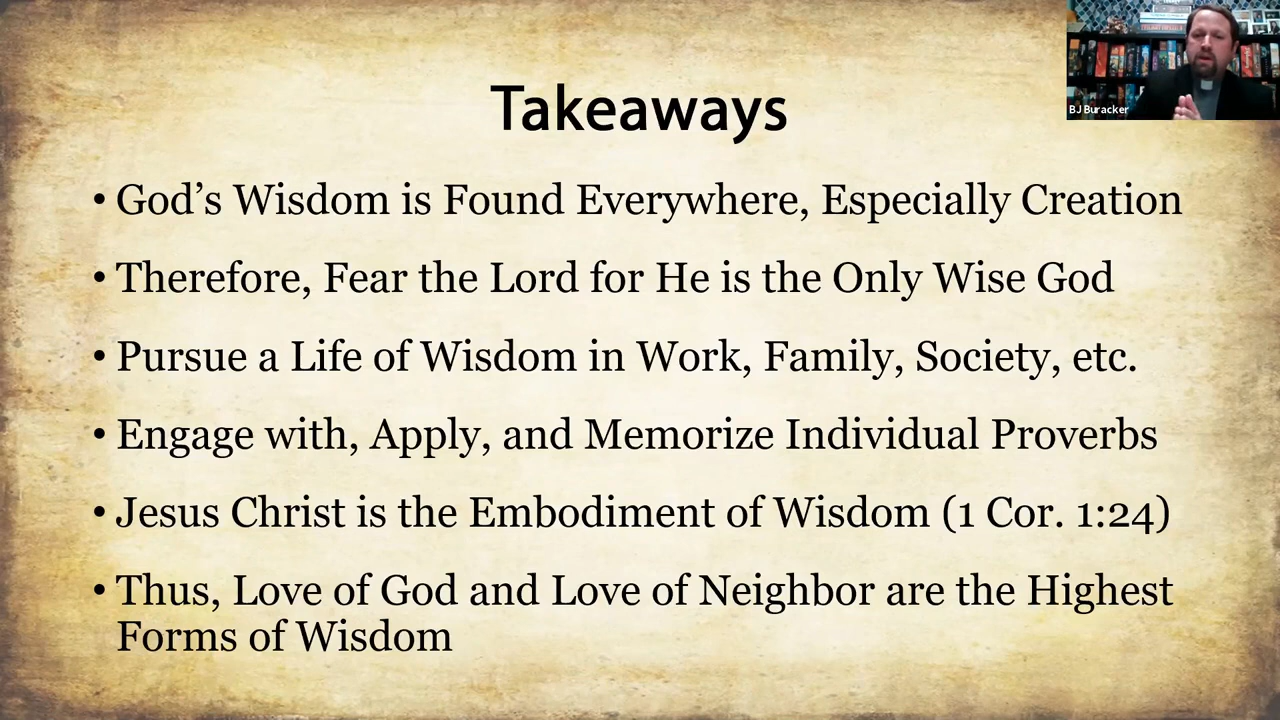 Takeaways
BJ Buracker
• God’s Wisdom is Found Everywhere, Especially Creation
• Therefore, Fear the Lord for He is the Only Wise God
• Pursue a Life of Wisdom in Work, Family, Society, etc.
• Engage with, Apply, and Memorize Individual Proverbs
• Jesus Christ is the Embodiment of Wisdom (1 Cor. 1:24)
• Thus, Love of God and Love of Neighbor are the Highest
Forms of Wisdom